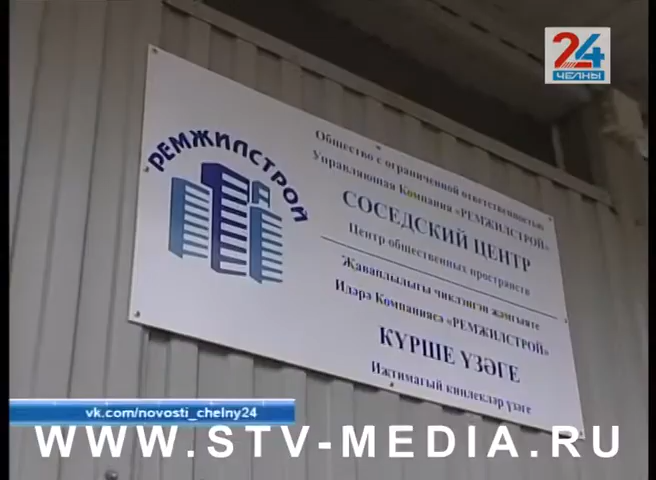 24
ЧЕЛНЫ
РЕМЖИЛСТРОЙ
Общество с ограниченной ответственностью
Управляющая Компания «РЕМЖИЛСТРОЙ»
СОСЕДСКИЙ ЦЕНТР
Центр общественных пространств
Җаваплылыгы чикләнгән җәмгыяте
Идарә Компаниясе «РЕМЖИЛСТРОЙ»
КҮРШЕ ҮЗӘГЕ
Иҗтимагый киңлекләр үзәге
vk.com/novosti_chelny24
WWW.STV-MEDIA.RU